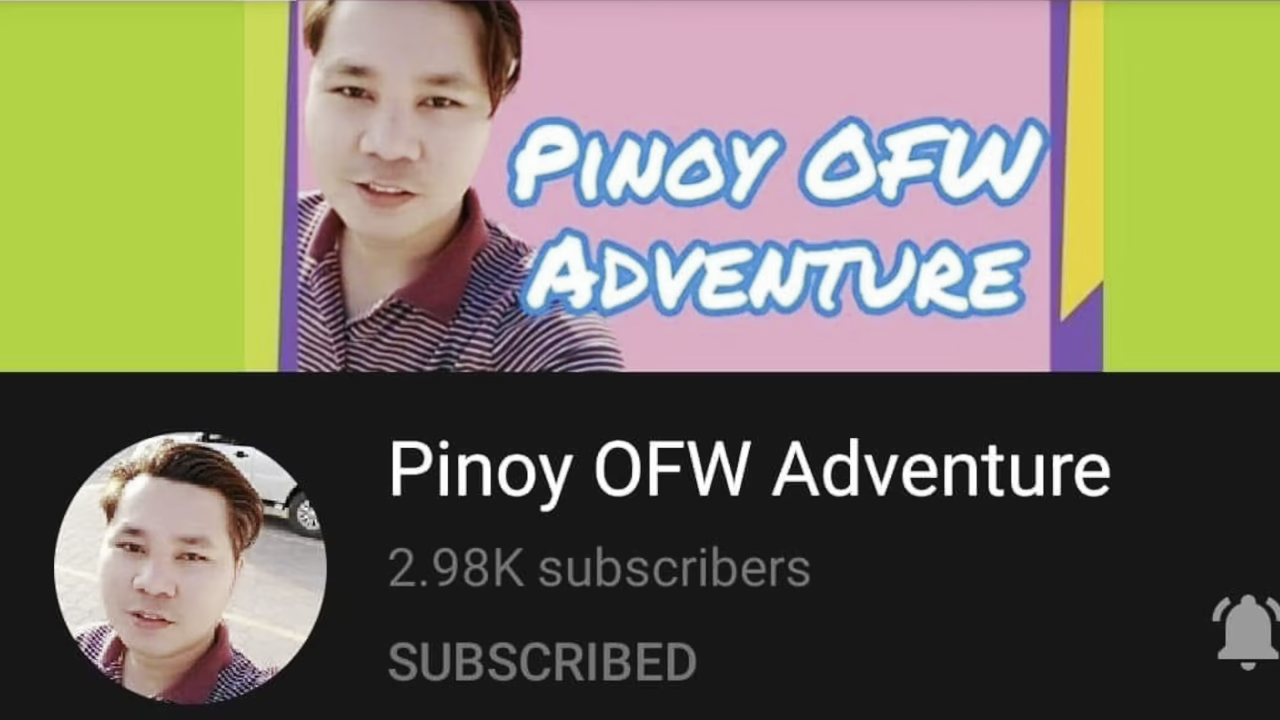 PINOY OFW
ADVENTURE
Pinoy OFW Adventure
2.98K subscribers
SUBSCRIBED